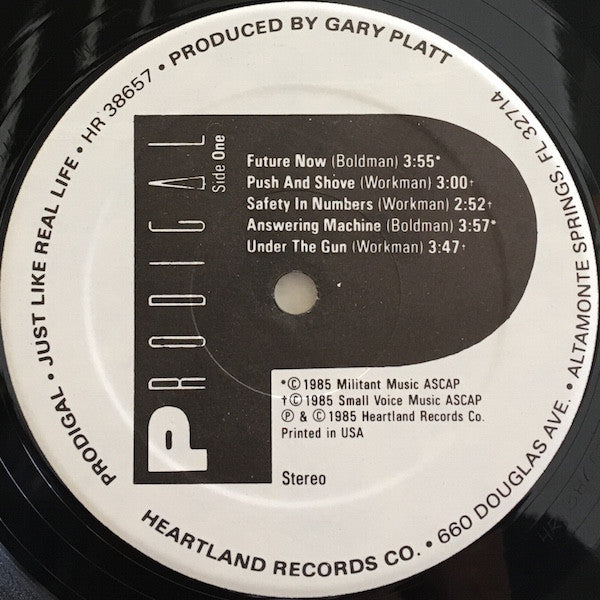 PRODIGAL • JUST LIKE REAL LIFE • HR 38657 • PRODUCED BY GARY PLATT
PRODIGAL
Side One
Future Now (Boldman) 3:55*
Push And Shove (Workman) 3:00†
Safety In Numbers (Workman) 2:52†
Answering Machine (Boldman) 3:57*
Under The Gun (Workman) 3:47†
*© 1985 Militant Music ASCAP
†© 1985 Small Voice Music ASCAP
℗ & © 1985 Heartland Records Co.
Printed in USA
Stereo
HEARTLAND RECORDS CO. • 660 DOUGLAS AVE. • ALTAMONTE SPRINGS, FL 32714